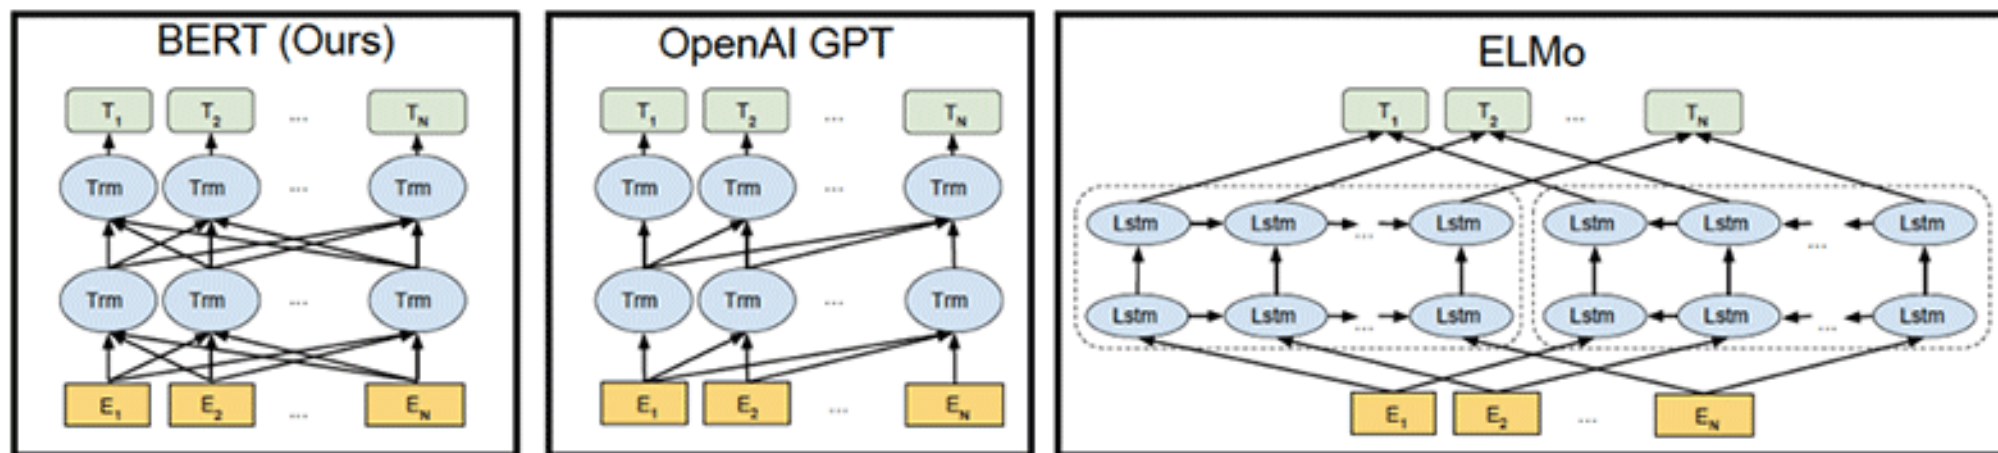 BERT (Ours)
T1 T2 ... TN
Trm Trm ... Trm
Trm Trm ... Trm
E1 E2 ... EN
OpenAI GPT
T1 T2 ... TN
Trm Trm ... Trm
Trm Trm ... Trm
E1 E2 ... EN
ELMo
T1 T2 ... TN
Lstm Lstm ... Lstm Lstm Lstm ... Lstm
Lstm Lstm ... Lstm Lstm Lstm ... Lstm
E1 E2 ... EN